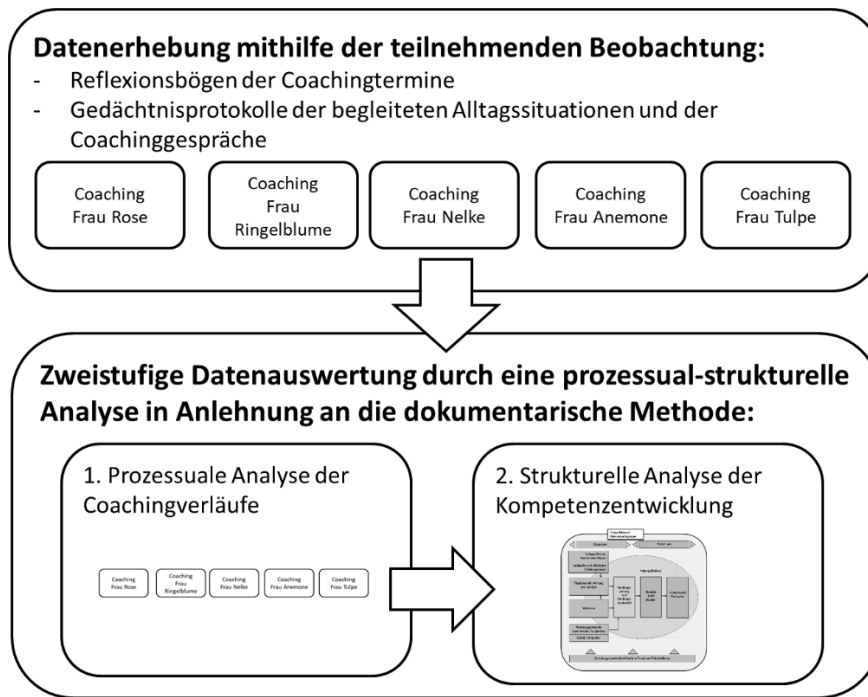 Datenerhebung mithilfe der teilnehmenden Beobachtung:
- Reflexionsbögen der Coachingtermine
- Gedächtnisprotokolle der begleiteten Alltagssituationen und der
Coachinggespräche
Coaching
Frau Rose
Coaching
Frau
Ringelblume
Coaching
Frau Nelke
Coaching
Frau Anemone
Coaching
Frau Tulpe
Zweistufige Datenauswertung durch eine prozessual-strukturelle
Analyse in Anlehnung an die dokumentarische Methode:
1. Prozessuale Analyse der
Coachingverläufe
Coaching
Frau Rose
Coaching
Frau
Ringelblume
Coaching
Frau Nelke
Coaching
Frau Anemone
Coaching
Frau Tulpe
2. Strukturelle Analyse der
Kompetenzentwicklung